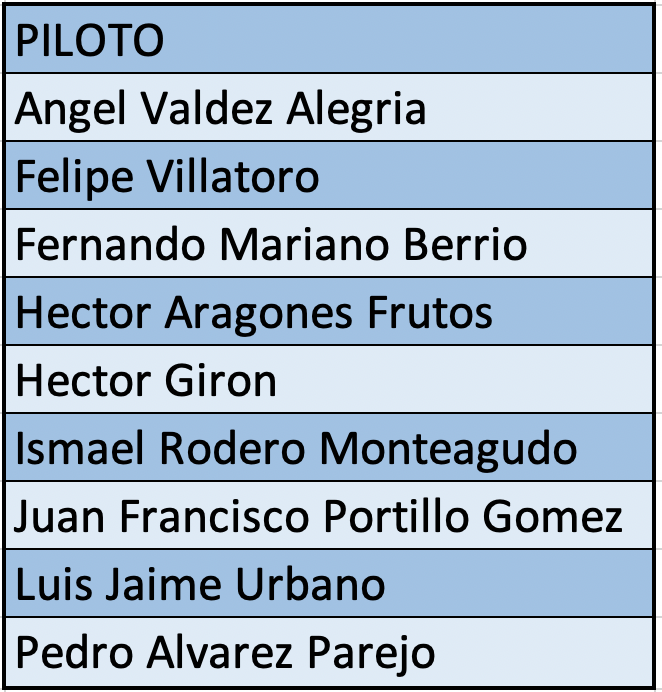 PILOTO
Angel Valdez Alegria
Felipe Villatoro
Fernando Mariano Berrio
Hector Aragones Frutos
Hector Giron
Ismael Rodero Monteagudo
Juan Francisco Portillo Gomez
Luis Jaime Urbano
Pedro Alvarez Parejo